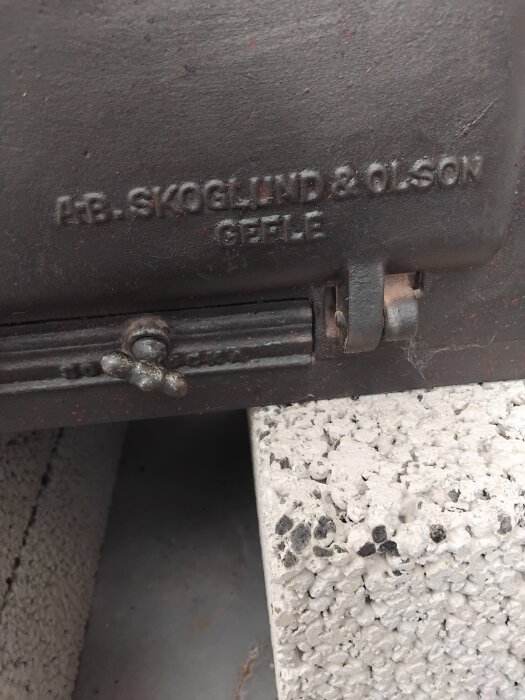 A.B. SKOGLUND & OLSON
GEFLE